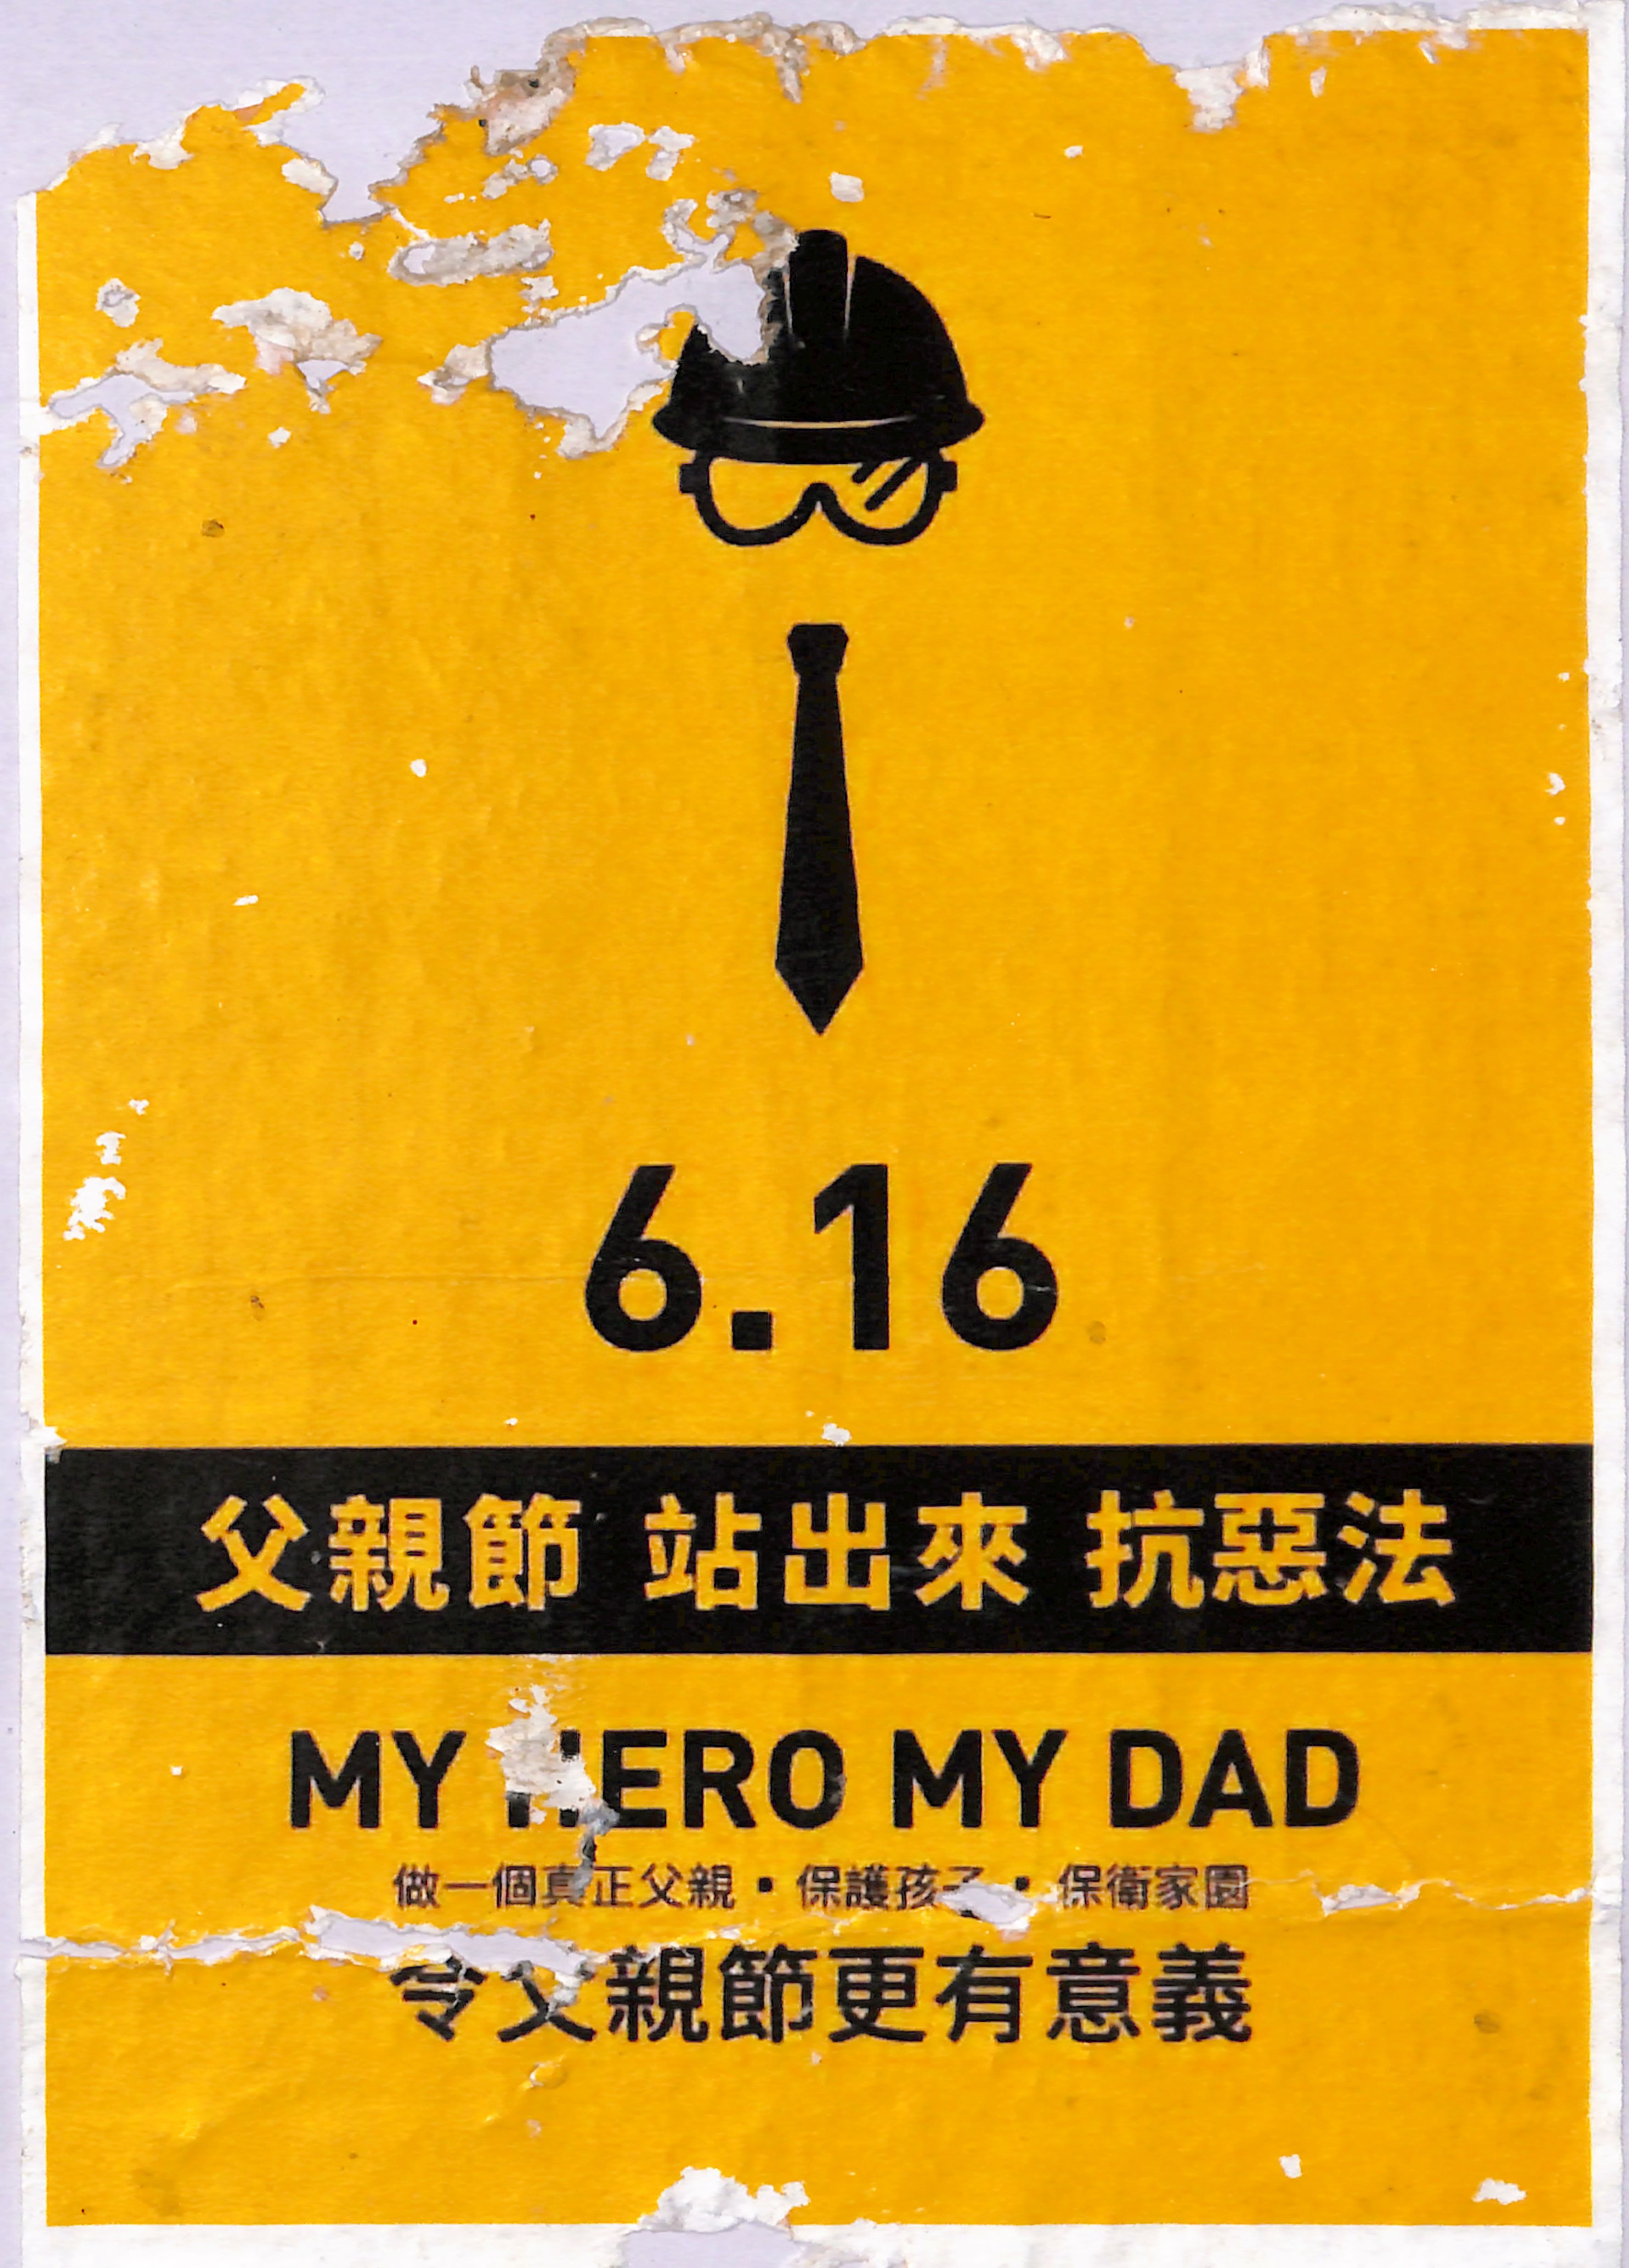 6.16
父親節 站出來 抗惡法
MY HERO MY DAD
做一個真正父親・保護孩子・保衛家園
令父親節更有意義